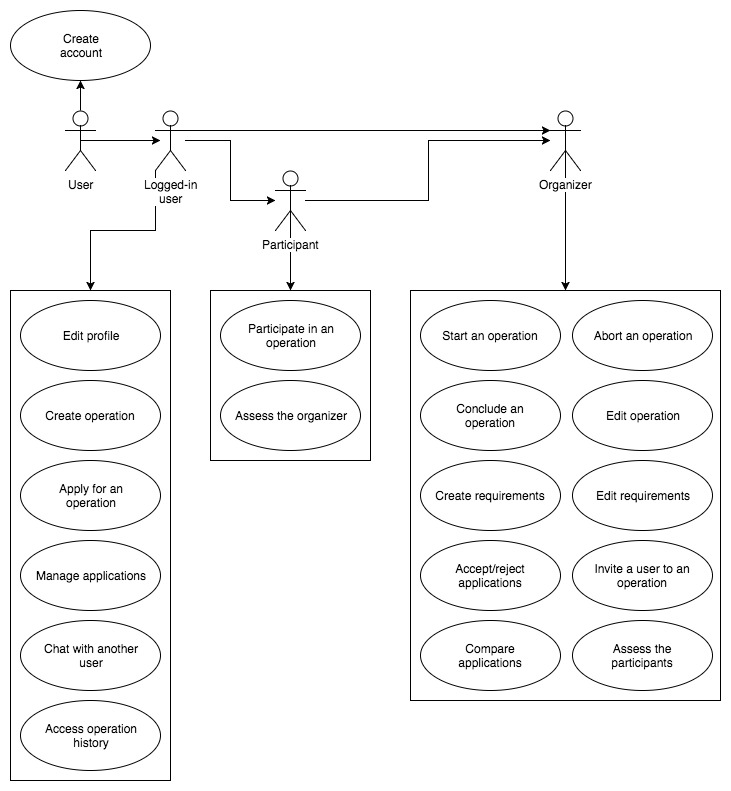 Create
account
User
Logged-in
user
Participant
Organizer
Edit profile
Create operation
Apply for an
operation
Manage applications
Chat with another
user
Access operation
history
Participate in an
operation
Assess the organizer
Start an operation
Abort an operation
Conclude an
operation
Edit operation
Create requirements
Edit requirements
Accept/reject
applications
Invite a user to an
operation
Compare
applications
Assess the
participants